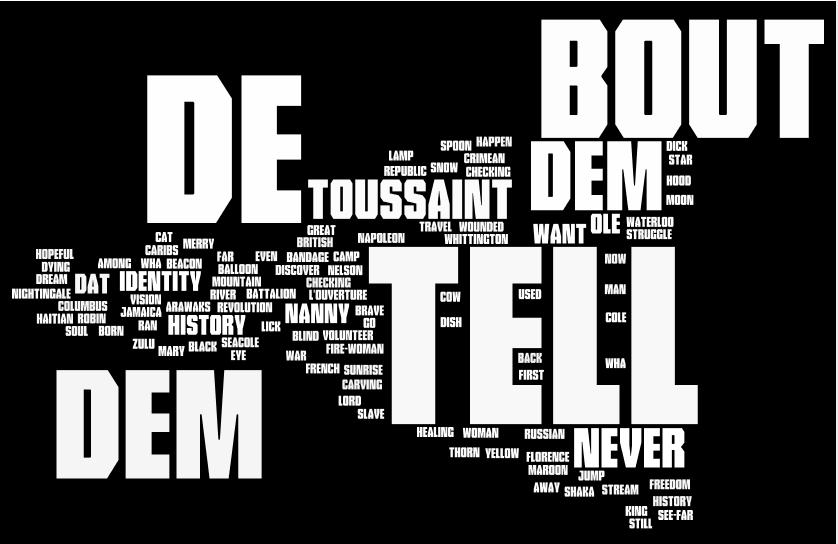 BOUT
DE
SPOON HAPPEN
DEM
DICK
LAMP
CRIMEAN
STAR
REPUBLIC SNOW CHECKING
TOUSSAINT
HOOD
MOON
GREAT
TRAVEL WOUNDED
WANT
OLE
WATERLOO
BRITISH
NAPOLEON
WHITTINGTON
STRUGGLE
CAT
MERRY
CARIBS
HOPEFUL
FAR EVEN BANDAGE CAMP
TELL
NOW
DYING
AMONG WHA BEACON
BALLOON DISCOVER NELSON
DREAM
DAT
IDENTITY
MOUNTAIN
CHECKING
NIGHTINGALE
VISION
RIVER BATTALION L'OUVERTURE
COW
USED
MAN
COLUMBUS
JAMAICA
ARAWAKS REVOLUTION
NANNY
BRAVE
HAITIAN ROBIN
RAN
HISTORY
LICK
GO
DISH
COLE
SOUL BORN
BLIND VOLUNTEER
ZULU
MARY BLACK SEACOLE
EYE
WAR
FIRE-WOMAN
BACK
WHA
FRENCH SUNRISE
FIRST
DEM
CARVING
LORD
SLAVE
HEALING WOMAN
RUSSIAN
NEVER
THORN YELLOW FLORENCE
MAROON
JUMP
AWAY SHAKA STREAM FREEDOM
HISTORY
KING SEE-FAR
STILL